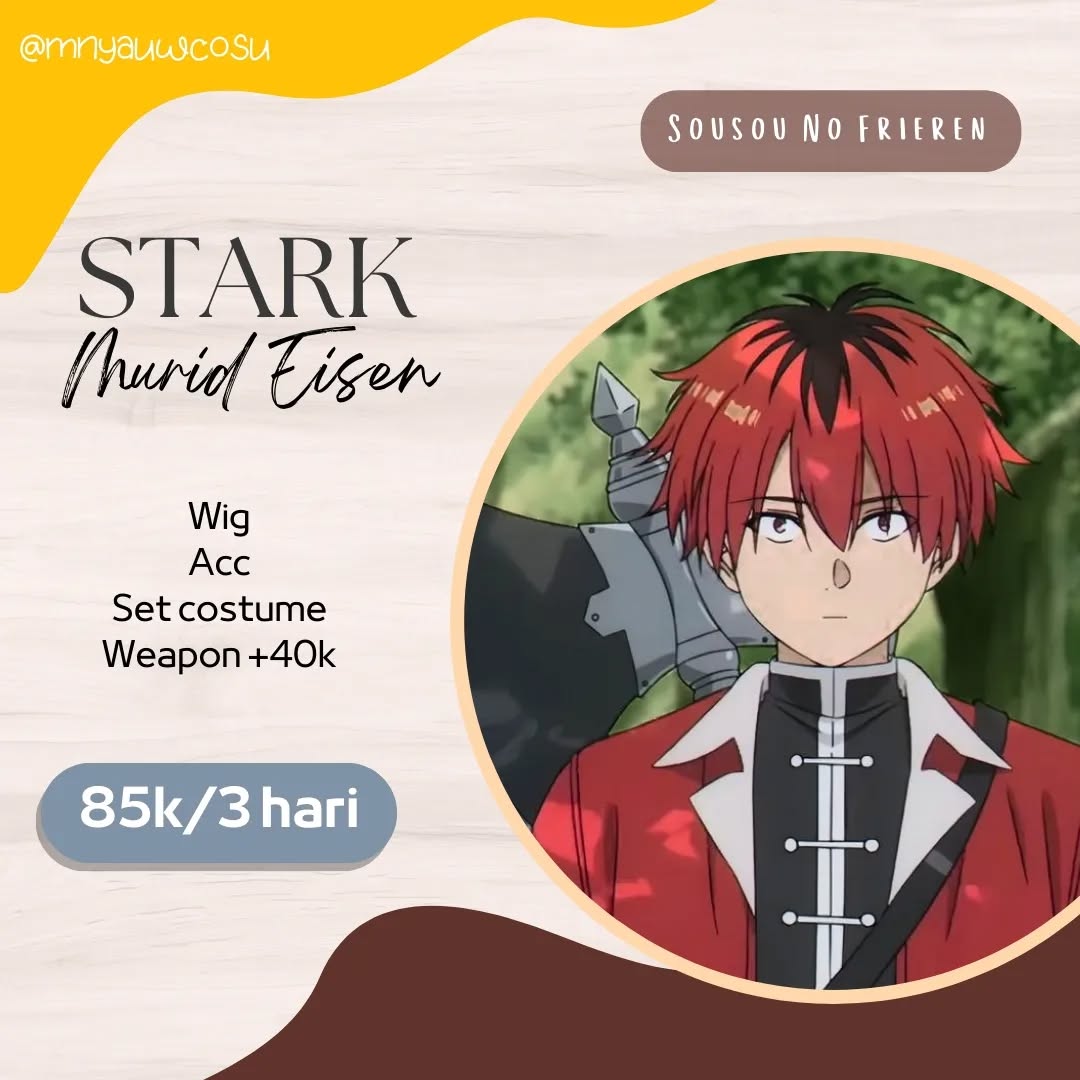 @mnyauwcosu
Sousou No Frieren
STARK
Murid Eisen
Wig
Acc
Set costume
Weapon +40k
85k/3 hari